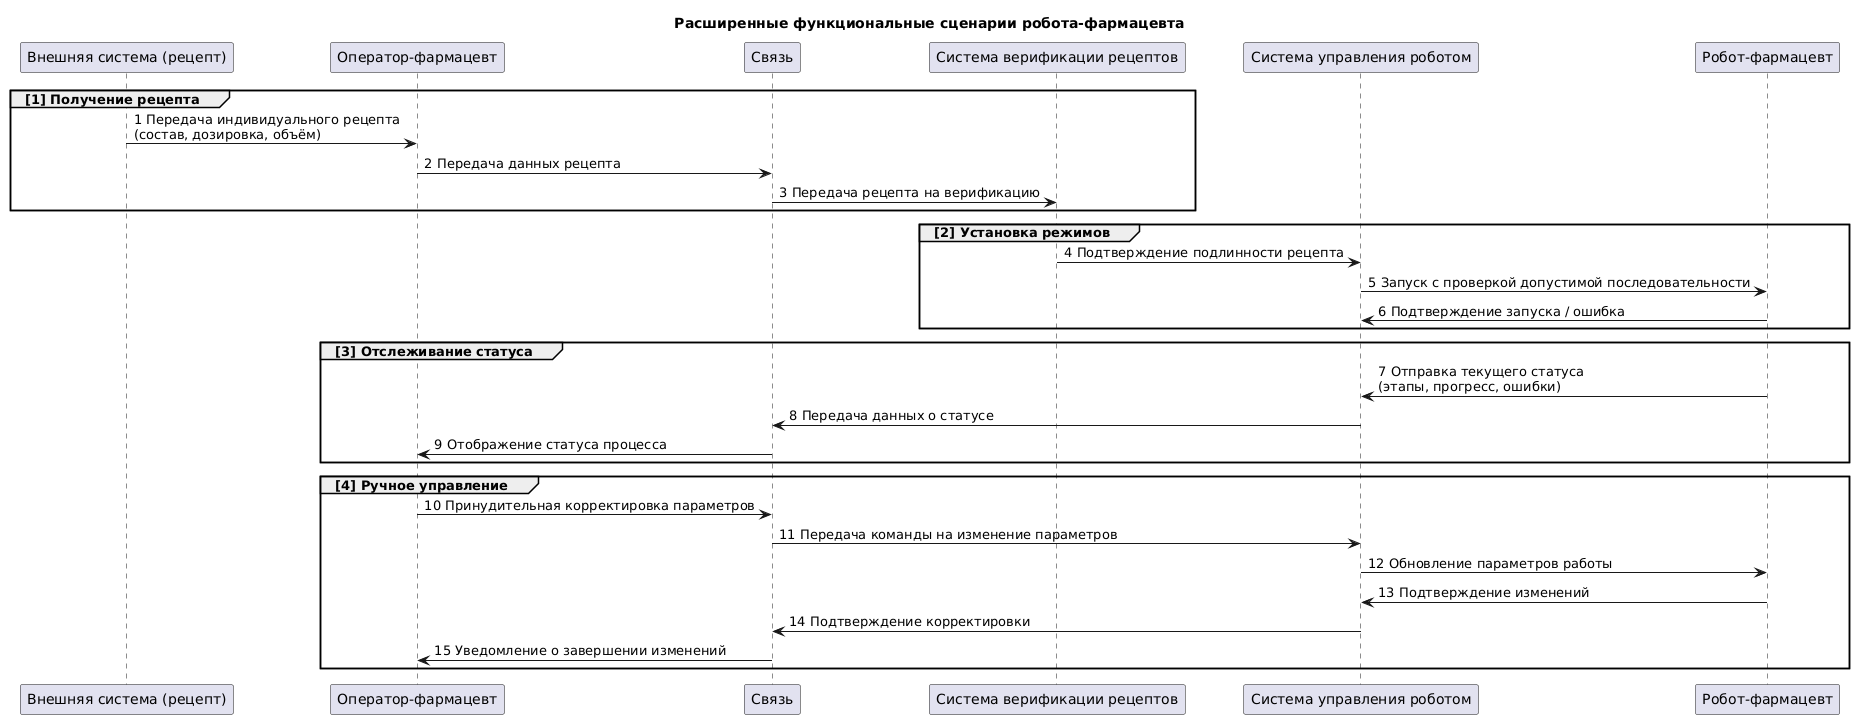 Расширенные функциональные сценарии робота-фармацевта
Внешняя система (рецепт)
Оператор-фармацевт
Связь
Система верификации рецептов
Система управления роботом
Робот-фармацевт
[1] Получение рецепта
1 Передача индивидуального рецепта
(состав, дозировка, объём)
2 Передача данных рецепта
3 Передача рецепта на верификацию
[2] Установка режимов
4 Подтверждение подлинности рецепта
5 Запуск с проверкой допустимой последовательности
6 Подтверждение запуска / ошибка
[3] Отслеживание статуса
7 Отправка текущего статуса
(этапы, прогресс, ошибки)
8 Передача данных о статусе
9 Отображение статуса процесса
[4] Ручное управление
10 Принудительная корректировка параметров
11 Передача команды на изменение параметров
12 Обновление параметров работы
13 Подтверждение изменений
14 Подтверждение корректировки
15 Уведомление о завершении изменений
Внешняя система (рецепт)
Оператор-фармацевт
Связь
Система верификации рецептов
Система управления роботом
Робот-фармацевт